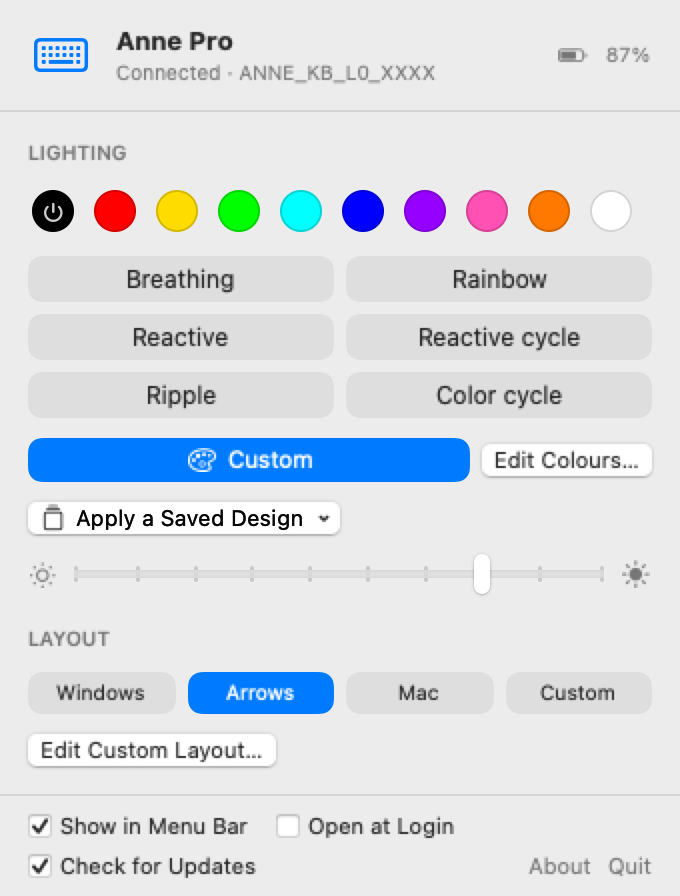 Anne Pro
Connected · ANNE_KB_L0_XXXX
87%
LIGHTING
Breathing
Rainbow
Reactive
Reactive cycle
Ripple
Color cycle
Custom
Edit Colours...
Apply a Saved Design
LAYOUT
Windows
Arrows
Mac
Custom
Edit Custom Layout...
Show in Menu Bar
Open at Login
Check for Updates
About
Quit